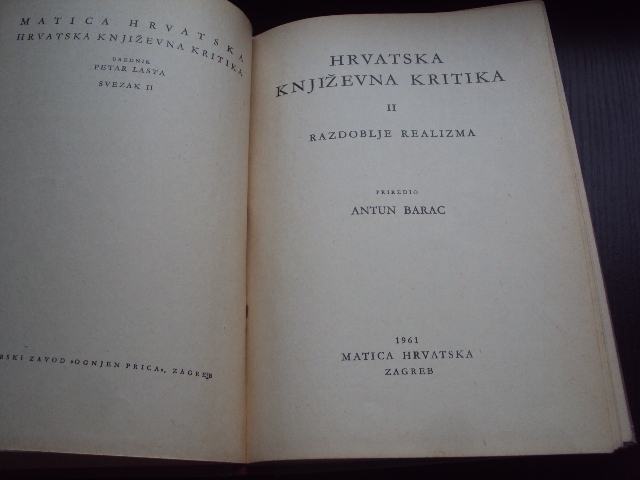 MATICA HRVATSKA
HRVATSKA KNJIŽEVNA KRITIKA
UREDNIK
PETAR LASTA
SVEZAK II
ZAVOD »OGNJEN PRICA«, ZAGREB
HRVATSKA
KNJIŽEVNA KRITIKA
II
RAZDOBLJE REALIZMA
PRIREDIO
ANTUN BARAC
1961
MATICA HRVATSKA
ZAGREB